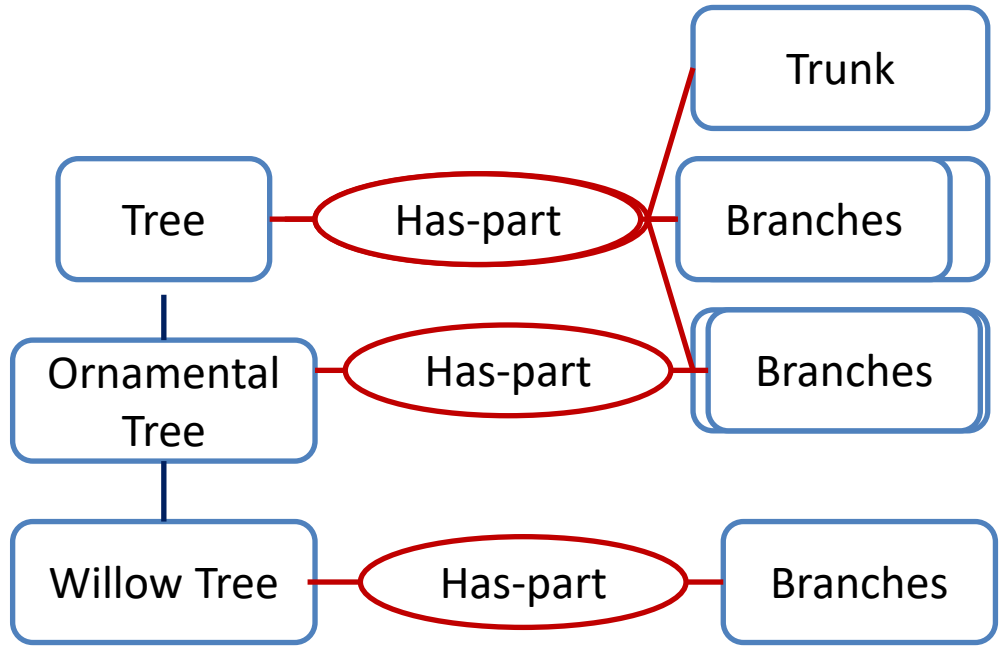 Trunk
Tree
Has-part
Branches
Ornamental
Tree
Has-part
Branches
Willow Tree
Has-part
Branches